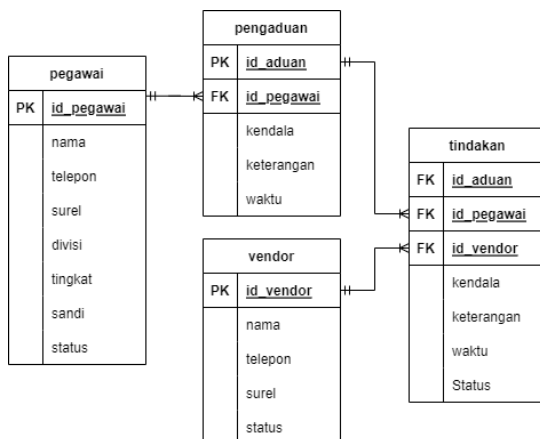 pegawai
PK id_pegawai
nama
telepon
surel
divisi
tingkat
sandi
status
pengaduan
PK id_aduan
FK id_pegawai
kendala
keterangan
waktu
vendor
PK id_vendor
nama
telepon
surel
status
tindakan
FK id_aduan
FK id_pegawai
FK id_vendor
kendala
keterangan
waktu
Status